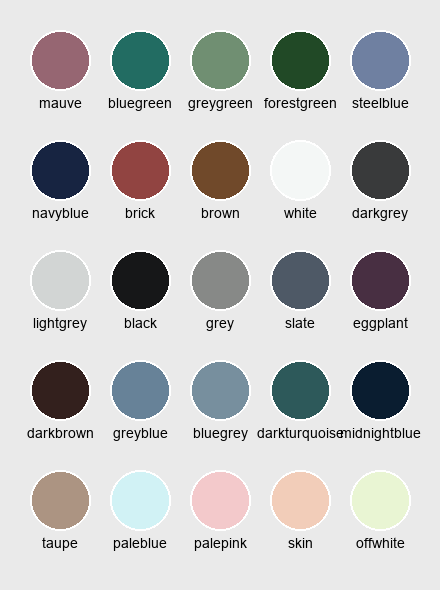 mauve bluegreen greygreen forestgreen steelblue
navyblue brick brown white darkgrey
lightgrey black grey slate eggplant
darkbrown greyblue bluegrey darkturquoise midnightblue
taupe paleblue palepink skin offwhite